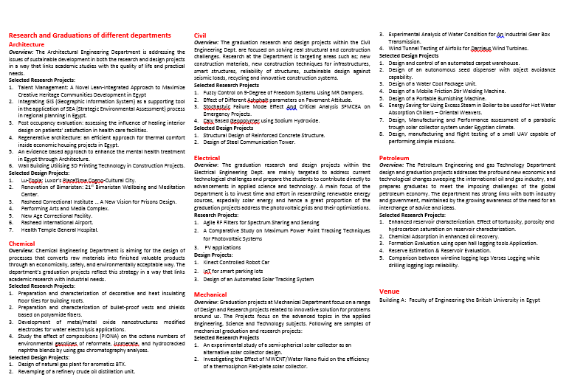 Research and Graduations of different departments
Architecture
Overview: The Architectural Engineering Department is addressing the
issues of sustainable development in both the research and design projects
in a way that links academic studies with the quality of life and practical
needs.
Selected Research Projects:
1. Talent Management: A Novel User-Integrated Approach to Maximize
Creative Heritage Communities Development in Egypt
2. Integrating GIS (Geographic Information System) as a supporting tool
in the application of SEA (Strategic Environmental Assessment) process
in regional planning in Egypt.
3. Post occupancy evaluation: assessing the influence of healing interior
design on patients' satisfaction in health care facilities.
4. Regenerative architecture: An efficient approach for thermal comfort
inside economic housing projects in Egypt.
5. An evidence based approach to enhance the mental health treatment
in Egypt through Architecture.
6. Wall Building Utilising 3D Printing Technology in Construction Projects.
Selected Design Projects:
2. Renovation of Bimarstan: 21st Bimaristan Wellbeing and Meditation
Center.
3. Rasheed Correctional Institute ... A New Vision for Prisons Design.
4. Performing Arts and Media Complex.
5. New Age Correctional Facility.
6. Rasheed International Airport.
7. Health Temple General Hospital.
Chemical
Overview: Chemical Engineering Department is aiming for the design of
processes that converts raw materials into finished valuable products
through an economically, safely, and environmentally acceptable way. The
department's graduation projects reflect this strategy in a way that links
academic research with industrial needs.
Selected Research Projects:
1. Preparation and characterization of decorative and heat insulating
floor tiles for building roofs.
2. Preparation and characterization of bullet-proof vests and shields
based on polyamide fibers.
3. Development of metal/metal oxide nanostructures modified
electrodes for water electrolysis applications.
4. Study the effect of compositions (PIONA) on the octane numbers of
environmental gasolines of reformate, isomerate, and hydrocracked
naphtha blends by using gas chromatography analyses.
Selected Design Projects:
1. Design of natural gas plant for aromatics BTX.
2. Revamping of a refinery crude oil distillation unit.
Civil
Overview: The graduation research and design projects within the Civil
Engineering Dept. are focused on solving real structural and construction
challenges. Research at the Department is targeting areas such as; new
construction materials, new construction techniques for infrastructures,
smart structures, reliability of structures, sustainable design against
seismic loads, recycling and innovative construction systems.
Selected Research Projects
1. Fuzzy Control on 5-Degree of Freedom Systems Using MR Dampers.
2. Effect of Different Asphalt parameters on Pavement Attitude.
3. Stochastic Failure Mode Effect And Critical Analysis SFMCEA on
Emergency Projects.
4. Calc Based Geopolymer using Sodium Hydroxide.
Selected Design Projects
1. Structural Design of Reinforced Concrete Structure.
2. Design of Steel Communication Tower.
Electrical
Overview: The graduation research and design projects within the
Electrical Engineering Dept. are mainly targeted to address current
technological challenges and prepare the students to contribute directly to
advancements in applied science and technology. A main focus of the
Department is to invest time and effort in researching renewable energy
sources, especially solar energy and hence a great proportion of the
graduation projects address the photovoltaic grids and their optimizations.
Research Projects:
1. Agile RF Filters for Spectrum Sharing and Sensing
2. A Comparative Study on Maximum Power Point Tracking Techniques
for Photovoltaic Systems
3. PV applications
Design Projects:
1. Kinect Controlled Robot Car
2. IoT for smart parking lots
3. Design of an Automated Solar Tracking System
Mechanical
Overview: Graduation projects at Mechanical Department focus on a range
of Design and Research projects related to innovative solution for problems
around us. The Projects focus on the advanced topics in the applied
Engineering, Science and Technology subjects. Following are samples of
mechanical graduation and research projects:
Selected Research Projects
1. An experimental study of a semi-spherical solar collector as an
alternative solar collector design.
2. Investigating the Effect of MWCNT/Water Nano fluid on the efficiency
of a thermosiphon Flat-plate solar collector.
3. Experimental Analysis of Water Condition for An Industrial Gear Box
Transmission.
4. Wind Tunnel Testing of Airfoils for Darrieus Wind Turbines.
Selected Design Projects
1. Design and control of an automated carpet warehouse.
2. Design of an autonomous seed dispenser with object avoidance
capability.
3. Design of a Water Cool Package Unit.
4. Design of a Mobile Friction Stir Welding Machine.
5. Design of a Portable Burnishing Machine.
6. Energy Saving for Using Excess Steam in Boiler to be used for Hot Water
Absorption Chillers – Oriental Weavers.
7. Design, Manufacturing and Performance assessment of a parabolic
trough solar collector system under Egyptian climate.
8. Design, manufacturing and flight testing of a small UAV capable of
performing simple missions.
Petroleum
Overview: The Petroleum Engineering and gas Technology Department
design and graduation projects addresses the profound new economic and
technological changes sweeping the international oil and gas industry, and
prepares graduates to meet the imposing challenges of the global
petroleum economy. The department has strong links with both industry
and government, maintained by the growing awareness of the need for an
interchange of advice and ideas.
Selected Research Projects:
1. Enhanced reservoir characterization. Effect of tortuosity, porosity and
hydrocarbon saturation on reservoir characterization.
2. Chemical Adsorption in enhanced oil recovery.
3. Formation Evaluation using open hall logging tools Application.
4. Reserve Estimation & Reservoir Evaluation.
5. Comparison between wireline logging logs Verses Logging while
drilling logging logs reliability.
Venue
Building A: Faculty of Engineering the British University in Egypt